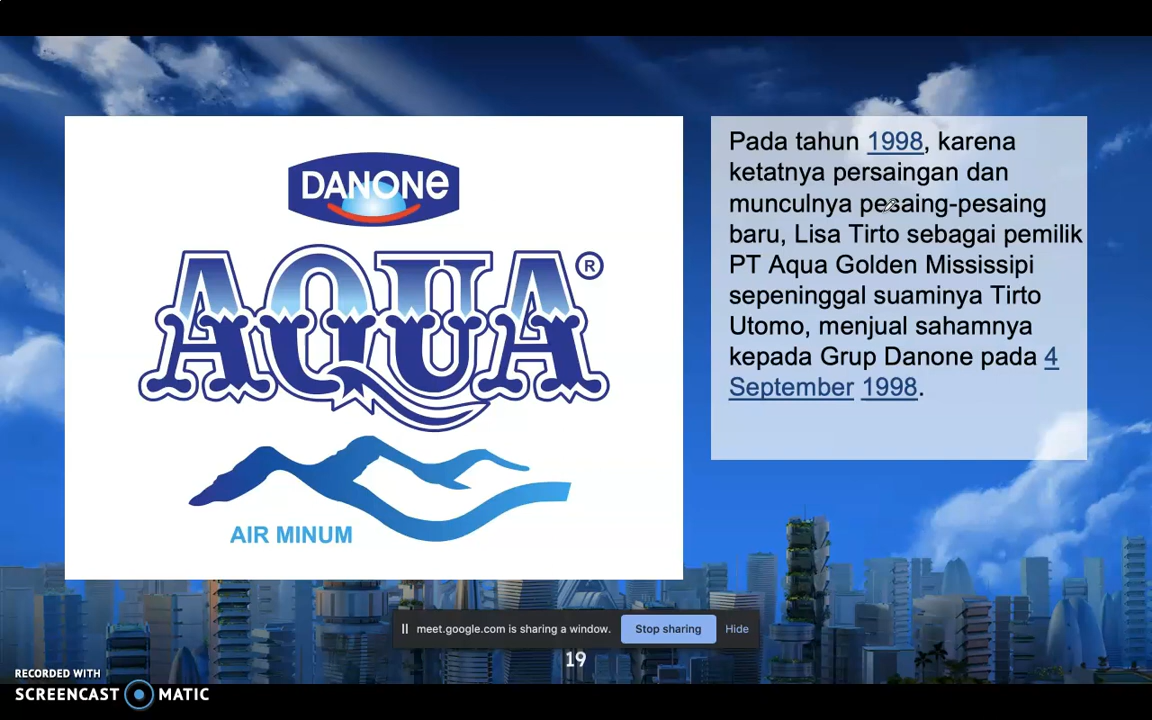 DANONE
AQUA®
AIR MINUM
Pada tahun 1998, karena
ketatnya persaingan dan
munculnya pesaing-pesaing
baru, Lisa Tirto sebagai pemilik
PT Aqua Golden Mississipi
sepeninggal suaminya Tirto
Utomo, menjual sahamnya
kepada Grup Danone pada 4
September 1998.
meet.google.com is sharing a window. Stop sharing Hide
19
RECORDED WITH
SCREENCAST MATIC